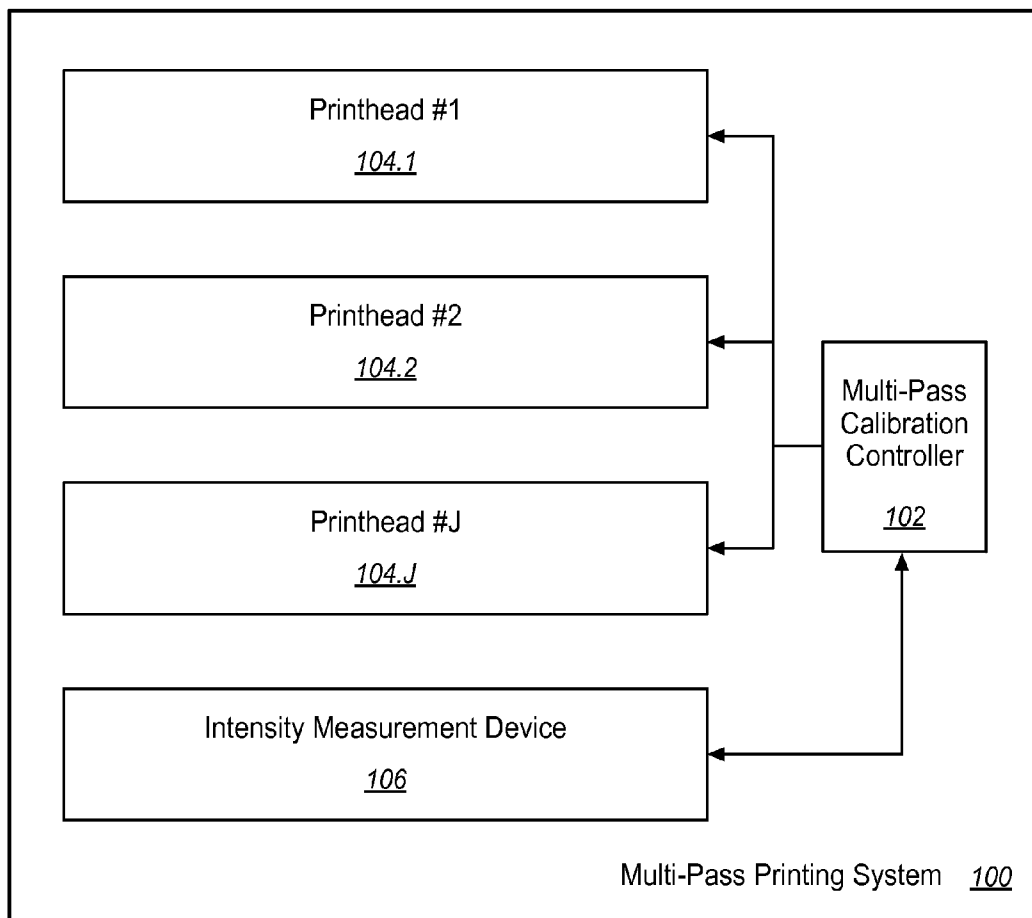 Printhead #1
104.1
Printhead #2
104.2
Printhead #J
104.J
Intensity Measurement Device
106
Multi-Pass
Calibration
Controller
102
Multi-Pass Printing System 100